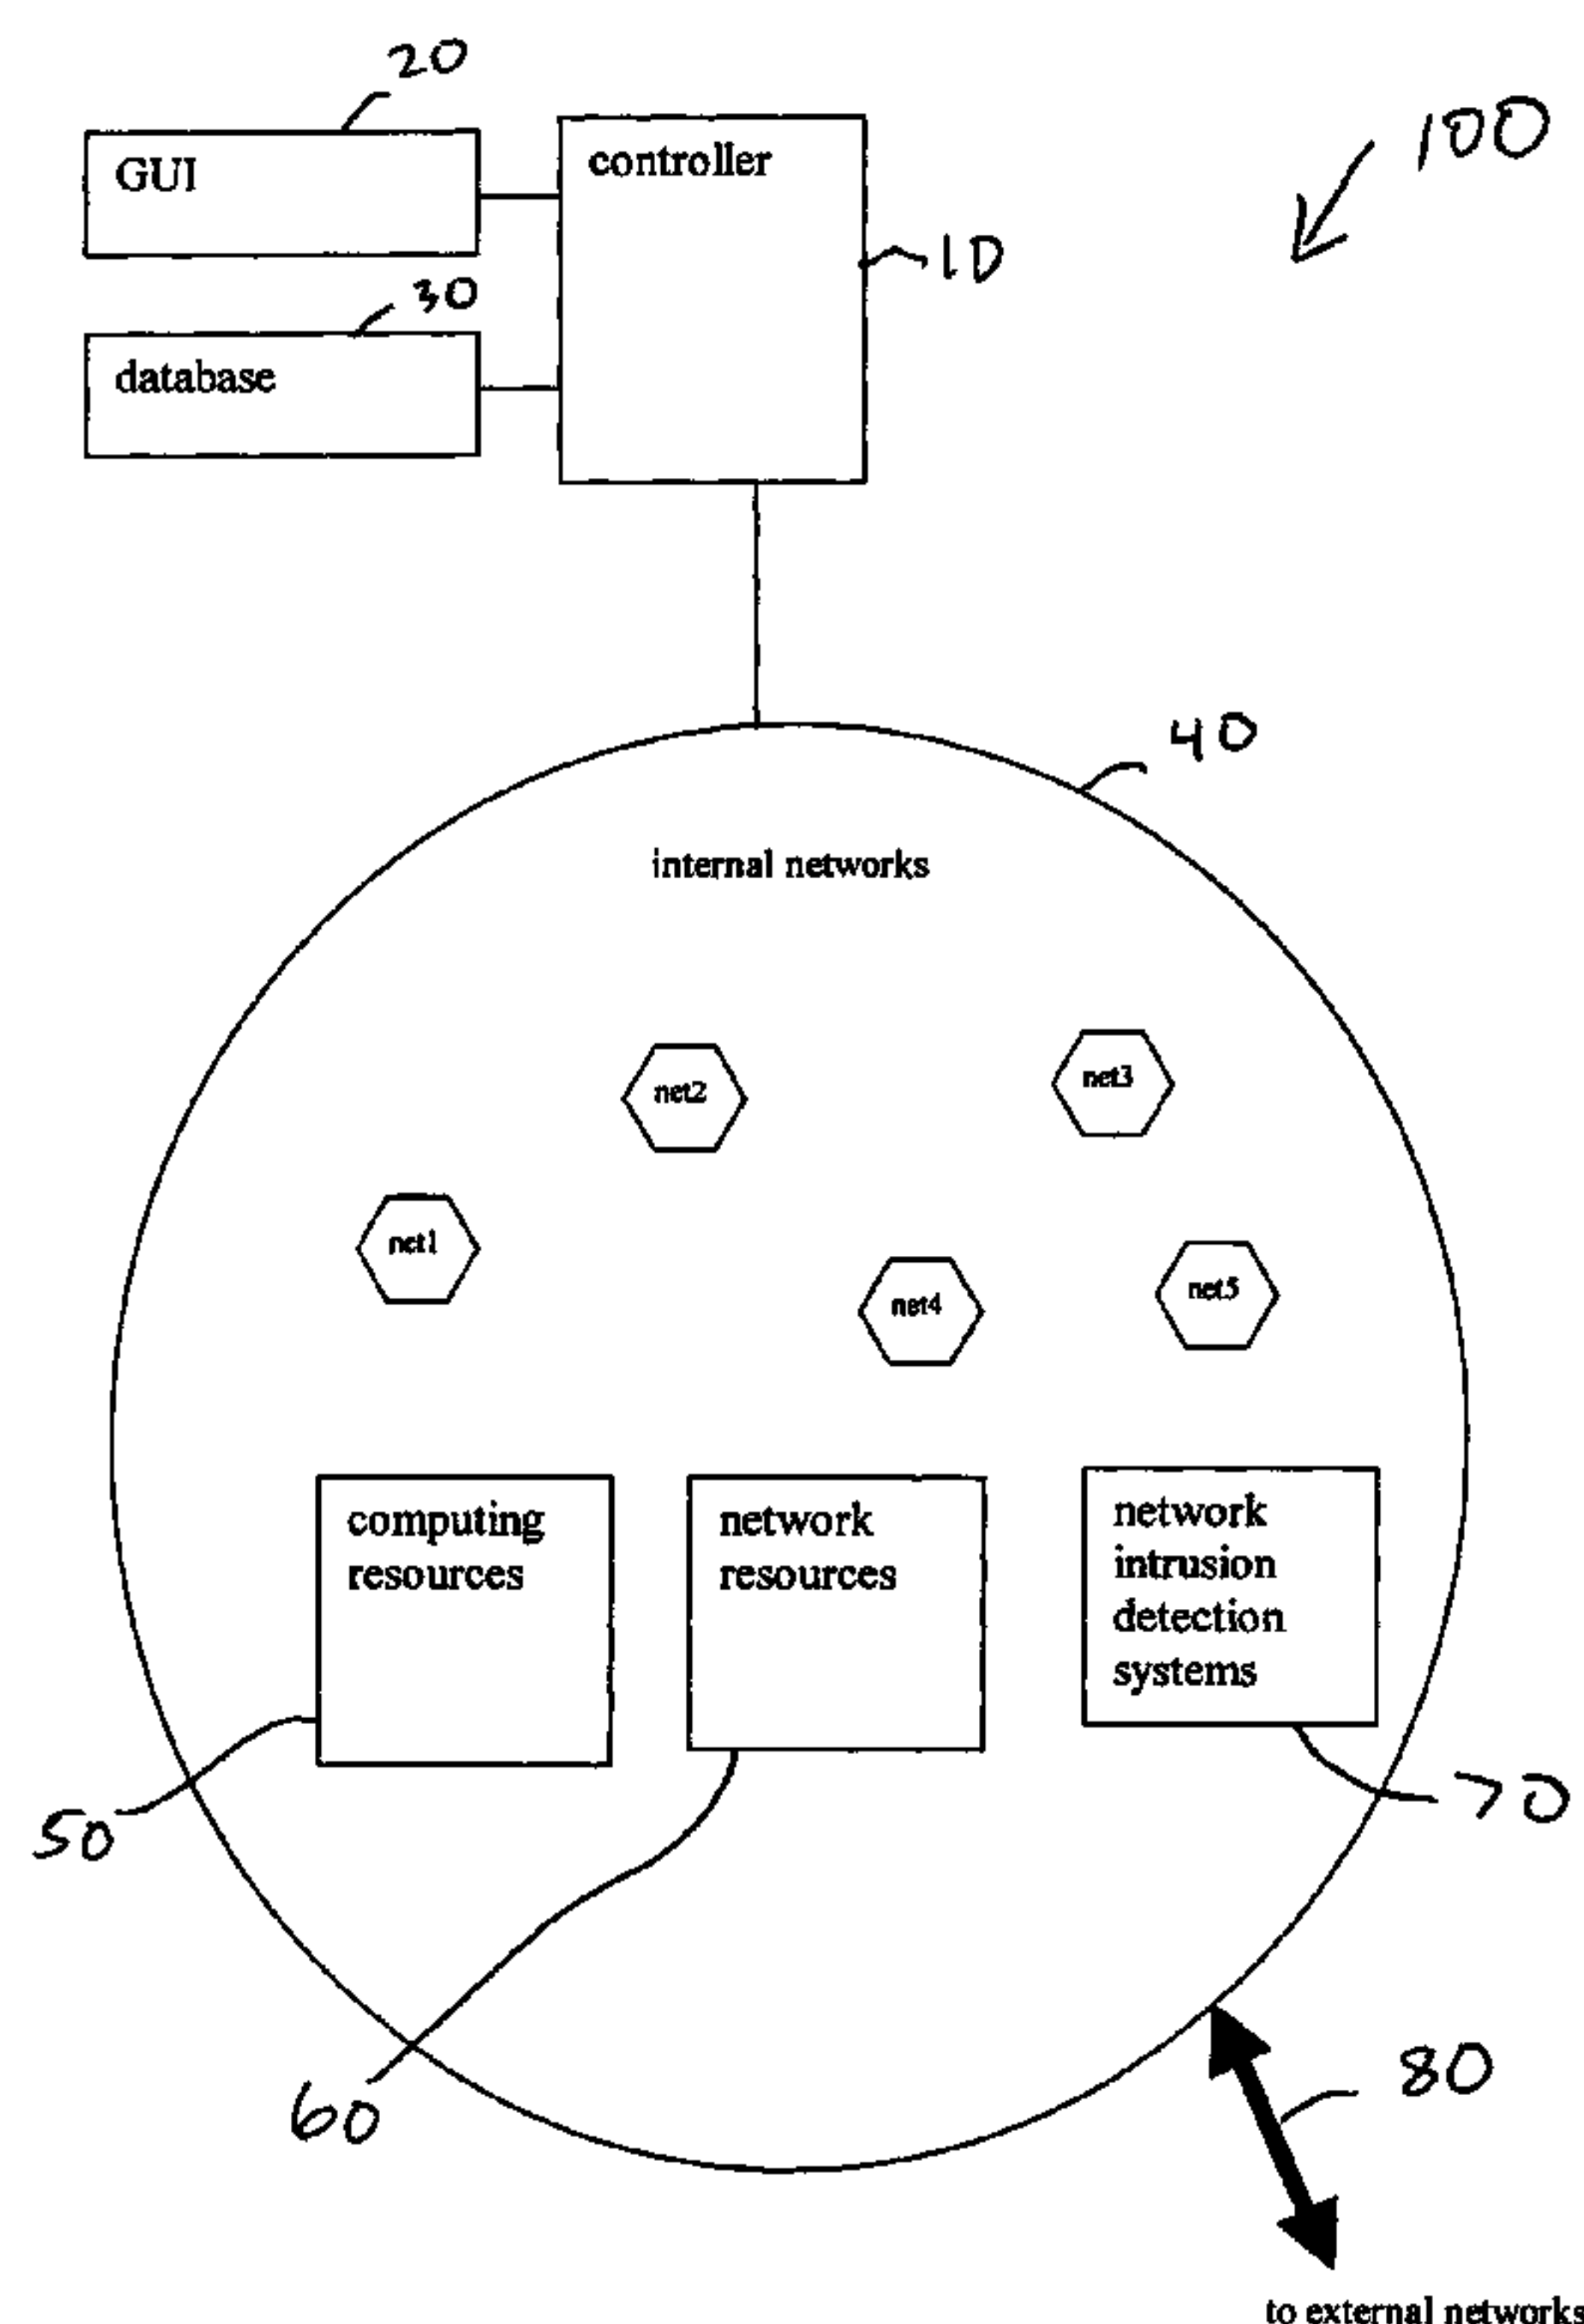 20
GUI
controller
100
10
30
database
40
internal networks
net2
net3
net1
net4
net5
computing
resources
network
resources
network
intrusion
detection
systems
50
70
60
80
to external networks